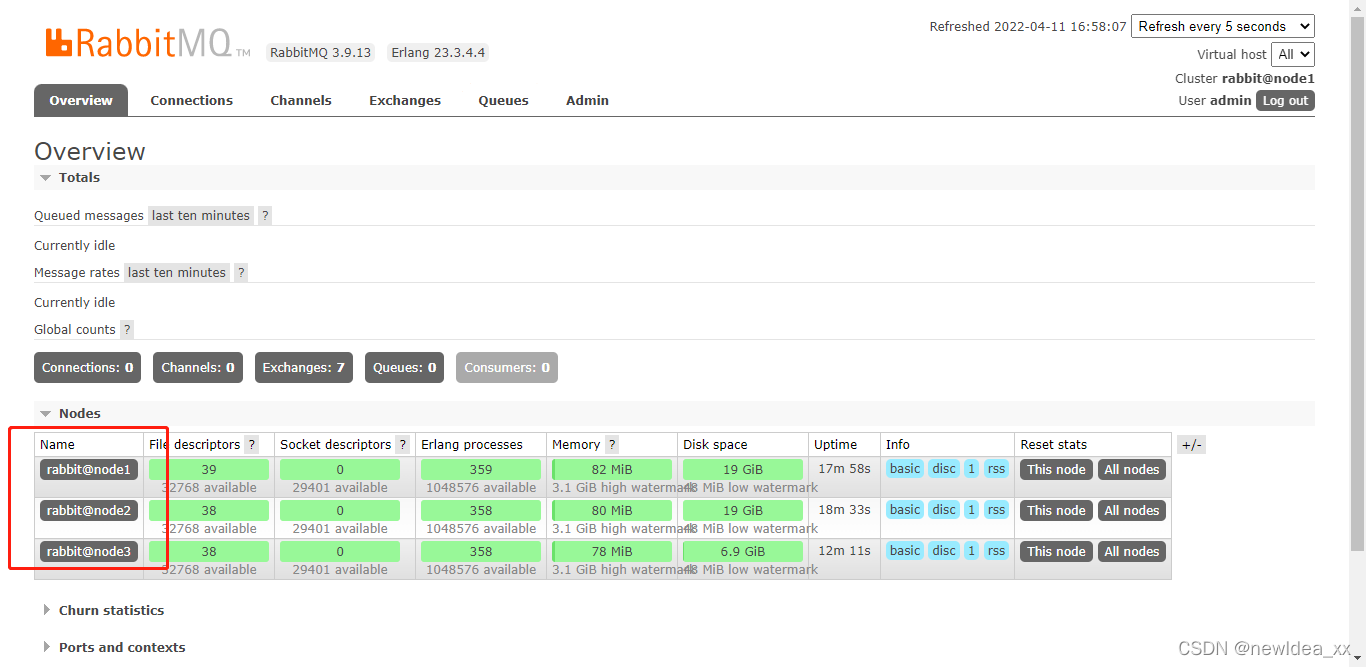 Refreshed 2022-04-11 16:58:07 Refresh every 5 seconds
RabbitMQ TM RabbitMQ 3.9.13 Erlang 23.3.4.4
Virtual host All
Cluster rabbit@node1
User admin Log out
Overview Connections Channels Exchanges Queues Admin
Overview
Totals
Queued messages last ten minutes ?
Currently idle
Message rates last ten minutes ?
Currently idle
Global counts ?
Connections: 0 Channels: 0 Exchanges: 7 Queues: 0 Consumers: 0
Nodes
Name File descriptors ? Socket descriptors ? Erlang processes Memory ? Disk space Uptime Info Reset stats +/-
rabbit@node1 39 0 359 82 MiB 19 GiB 17m 58s basic disc 1 rss This node All nodes
32768 available 29401 available 1048576 available 3.1 GiB high watermark 48 MiB low watermark
rabbit@node2 38 0 358 80 MiB 19 GiB 18m 33s basic disc 1 rss This node All nodes
32768 available 29401 available 1048576 available 3.1 GiB high watermark 48 MiB low watermark
rabbit@node3 38 0 358 78 MiB 6.9 GiB 12m 11s basic disc 1 rss This node All nodes
32768 available 29401 available 1048576 available 3.1 GiB high watermark 48 MiB low watermark
Churn statistics
Ports and contexts
CSDN @newIdea_xx